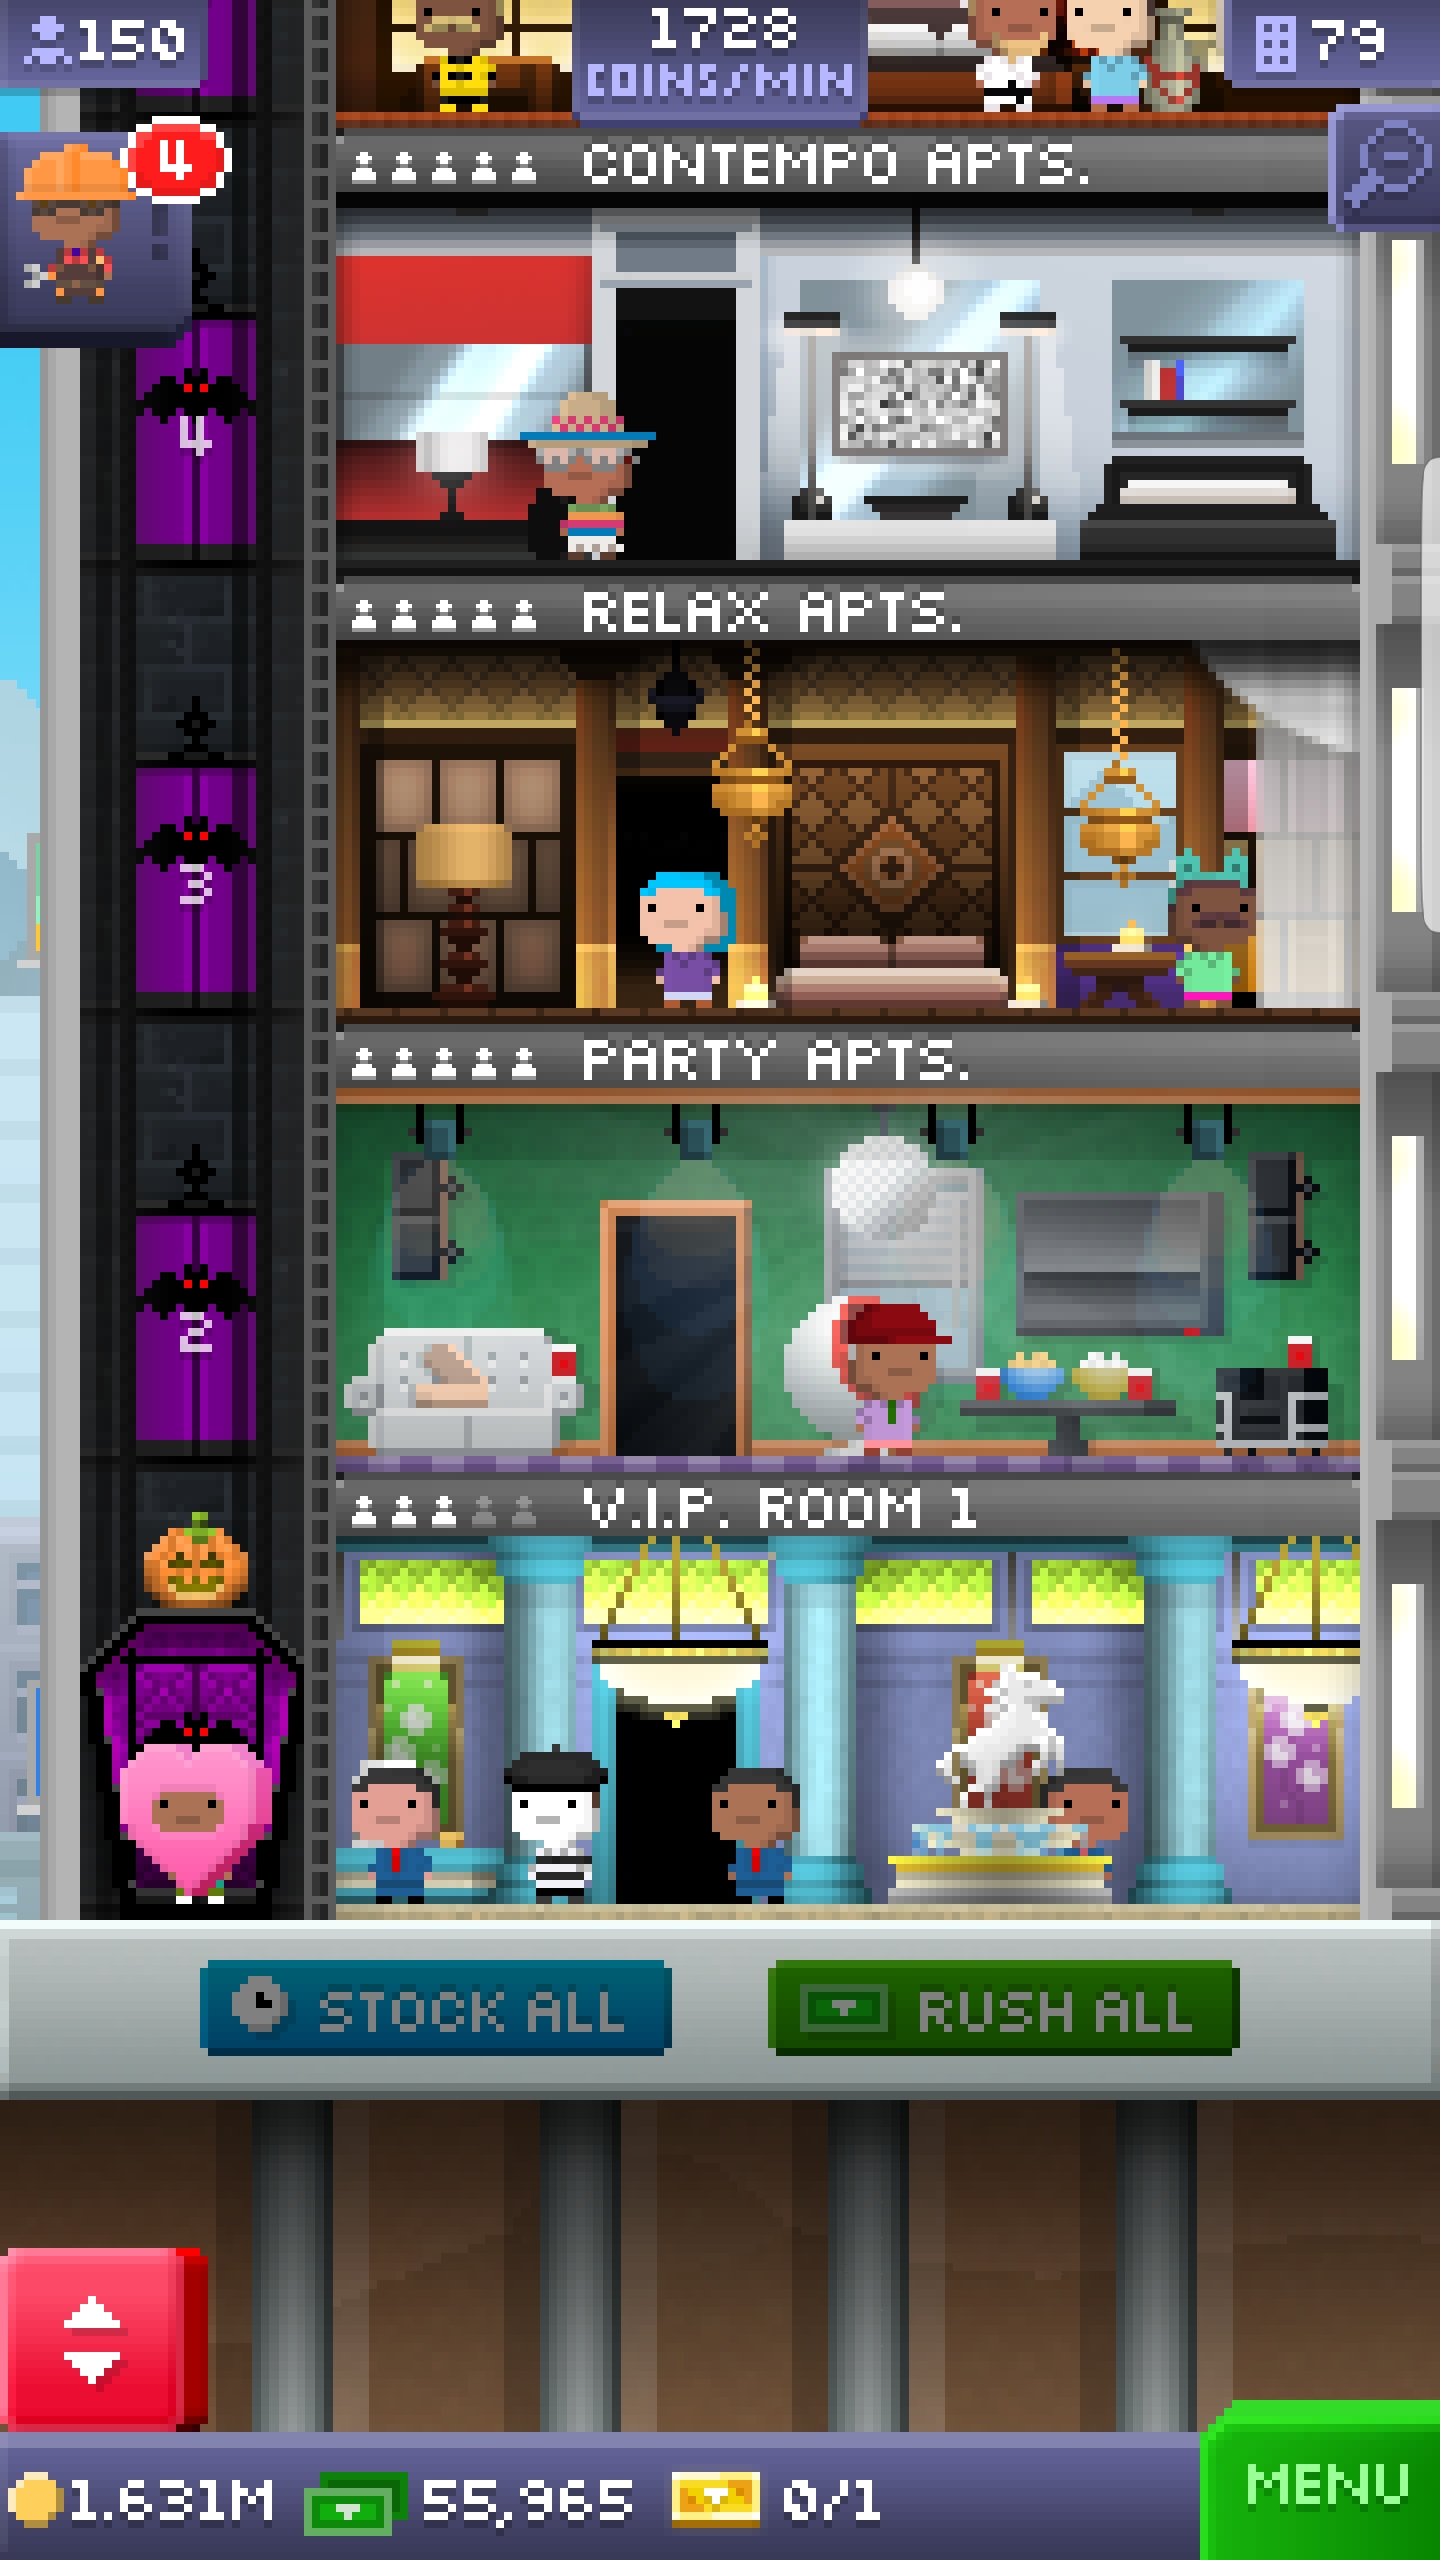 150
1728
COINS/MIN
79
4
CONTEMPO APTS.
4
RELAX APTS.
3
PARTY APTS.
2
V.I.P. ROOM 1
STOCK ALL
RUSH ALL
1.631M
55,965
0/1
MENU